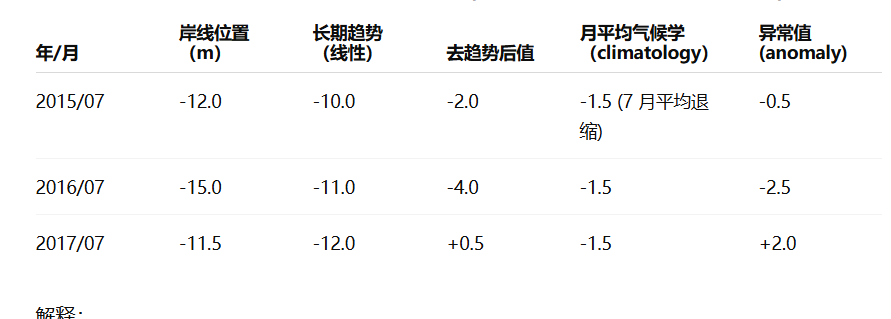 年/月 岸线位置（m） 长期趋势（线性） 去趋势后值 月平均气候学（climatology） 异常值(anomaly)
2015/07 -12.0 -10.0 -2.0 -1.5 (7 月平均退缩) -0.5
2016/07 -15.0 -11.0 -4.0 -1.5 -2.5
2017/07 -11.5 -12.0 +0.5 -1.5 +2.0
解释：